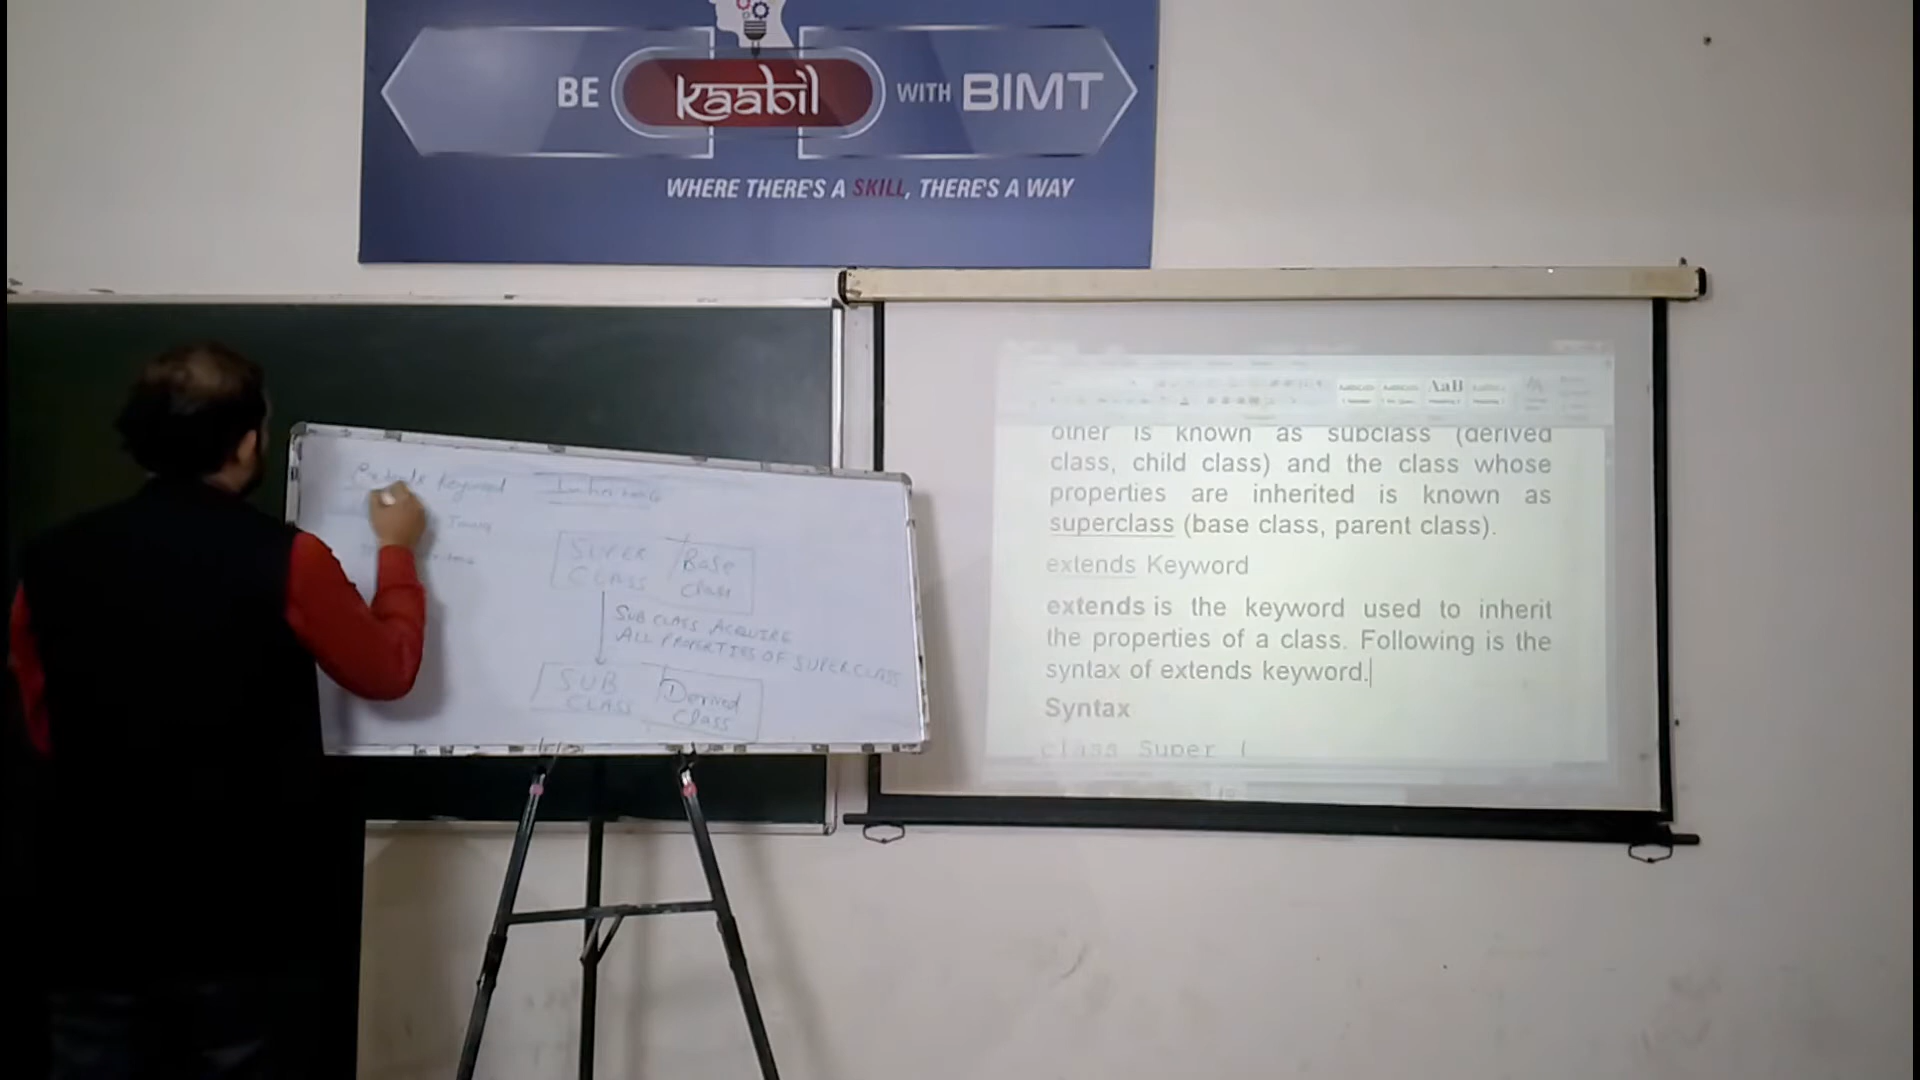 BE kaabil WITH BIMT
WHERE THERE'S A SKILL, THERE'S A WAY
Keyword
SUPER
CLASS
Base
Class
SUB CLASS ACQUIRE
ALL PROPERTIES OF SUPERCLASS
SUB
CLASS
Derived
Class
AaB
other is known as subclass (derived
class, child class) and the class whose
properties are inherited is known as
superclass (base class, parent class).
extends Keyword
extends is the keyword used to inherit
the properties of a class. Following is the
syntax of extends keyword.
Syntax
class Super {